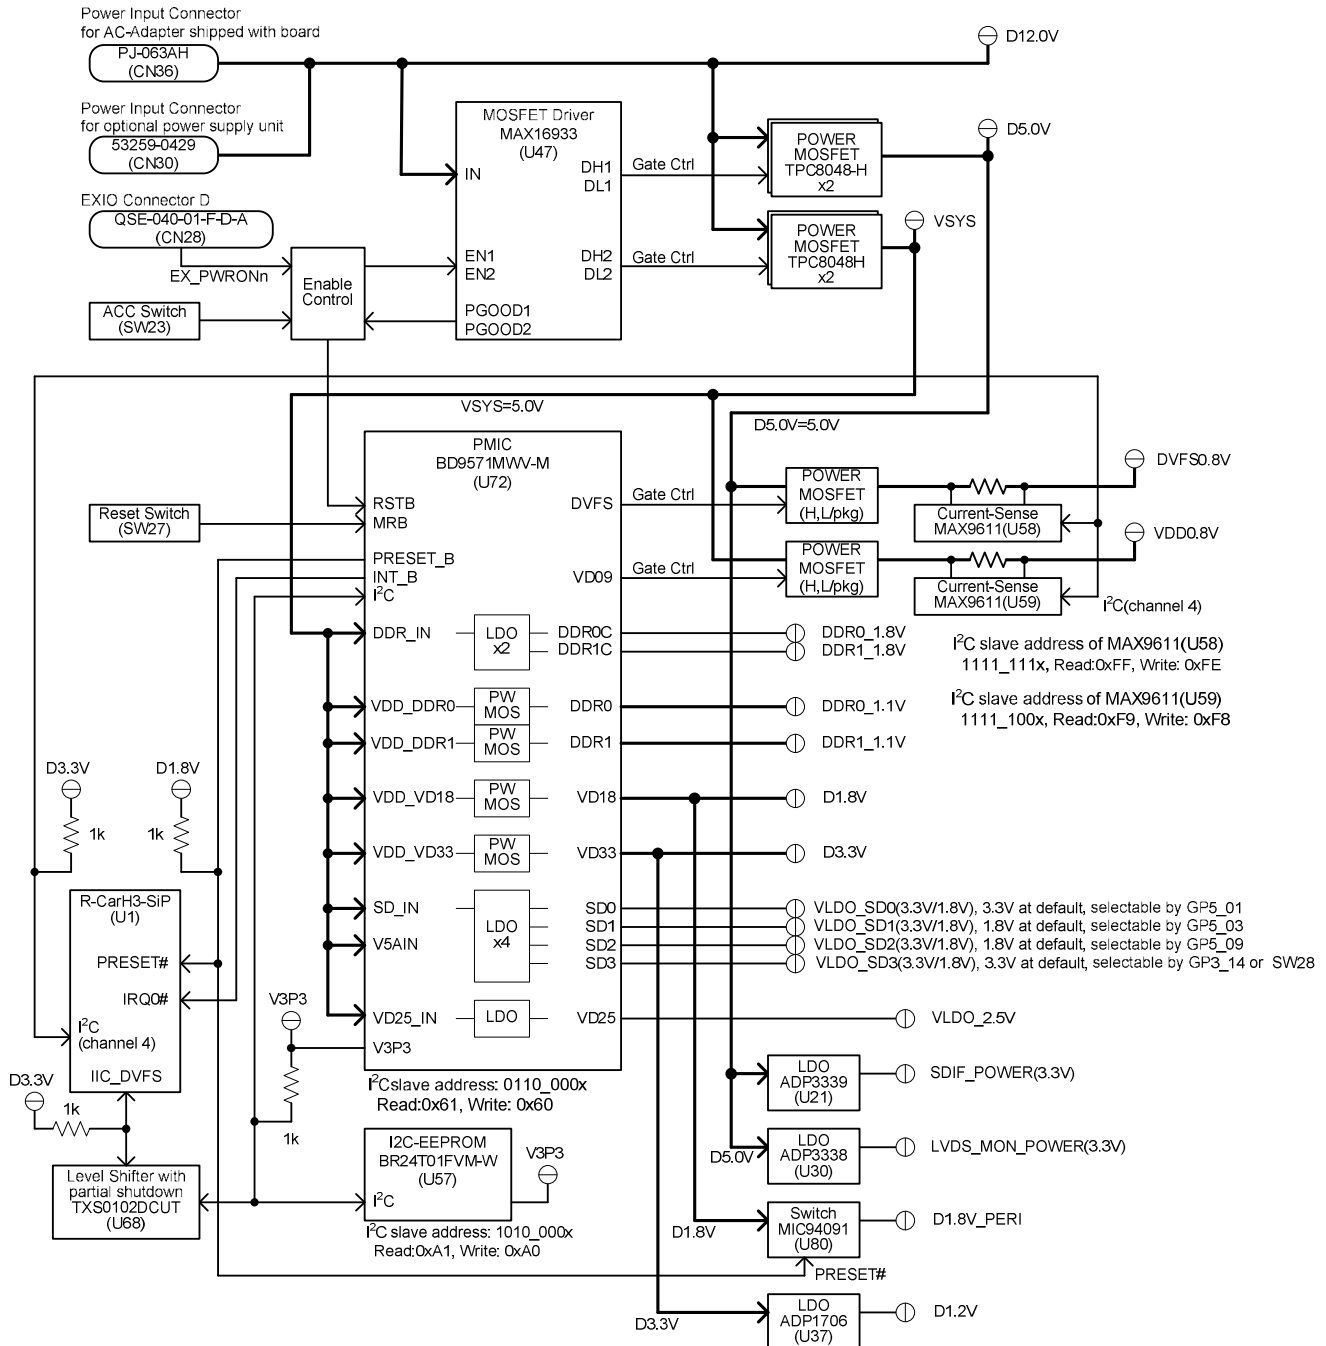 Power Input Connector
for AC-Adapter shipped with board
PJ-063AH
(CN36)
D12.0V
Power Input Connector
for optional power supply unit
53259-0429
(CN30)
MOSFET Driver
MAX16933
(U47)
IN
DH1
DL1
Gate Ctrl
POWER
MOSFET
TPC8048-H
x2
D5.0V
EXIO Connector D
QSE-040-01-F-D-A
(CN28)
EX_PWRONn
Enable
Control
EN1
EN2
DH2
DL2
Gate Ctrl
POWER
MOSFET
TPC8048H
x2
VSYS
ACC Switch
(SW23)
PGOOD1
PGOOD2
VSYS=5.0V
D5.0V=5.0V
PMIC
BD9571MWV-M
(U72)
Reset Switch
(SW27)
RSTB
MRB
PRESET_B
INT_B
I²C
DVFS
Gate Ctrl
POWER
MOSFET
(H,L/pkg)
Current-Sense
MAX9611(U58)
DVFS0.8V
VD09
Gate Ctrl
POWER
MOSFET
(H,L/pkg)
Current-Sense
MAX9611(U59)
VDD0.8V
I²C(channel 4)
DDR_IN
LDO
x2
DDR0C
DDR1C
DDR0_1.8V
DDR1_1.8V
I²C slave address of MAX9611(U58)
1111_111x, Read:0xFF, Write: 0xFE
I²C slave address of MAX9611(U59)
1111_100x, Read:0xF9, Write: 0xF8
VDD_DDR0
PW
MOS
DDR0
DDR0_1.1V
VDD_DDR1
PW
MOS
DDR1
DDR1_1.1V
D3.3V
1k
D1.8V
1k
VDD_VD18
PW
MOS
VD18
D1.8V
VDD_VD33
PW
MOS
VD33
D3.3V
R-CarH3-SiP
(U1)
PRESET#
IRQ0#
I²C
(channel 4)
IIC_DVFS
SD_IN
V5AIN
LDO
x4
SD0
SD1
SD2
SD3
VLDO_SD0(3.3V/1.8V), 3.3V at default, selectable by GP5_01
VLDO_SD1(3.3V/1.8V), 1.8V at default, selectable by GP5_03
VLDO_SD2(3.3V/1.8V), 1.8V at default, selectable by GP5_09
VLDO_SD3(3.3V/1.8V), 3.3V at default, selectable by GP3_14 or SW28
V3P3
VD25_IN
LDO
VD25
VLDO_2.5V
V3P3
1k
I²Cslave address: 0110_000x
Read:0x61, Write: 0x60
D3.3V
1k
LDO
ADP3339
(U21)
SDIF_POWER(3.3V)
Level Shifter with
partial shutdown
TXS0102DCUT
(U68)
I2C-EEPROM
BR24T01FVM-W
(U57)
I²C
V3P3
I²C slave address: 1010_000x
Read:0xA1, Write: 0xA0
D5.0V
LDO
ADP3338
(U30)
LVDS_MON_POWER(3.3V)
D1.8V
Switch
MIC94091
(U80)
D1.8V_PERI
PRESET#
D3.3V
LDO
ADP1706
(U37)
D1.2V